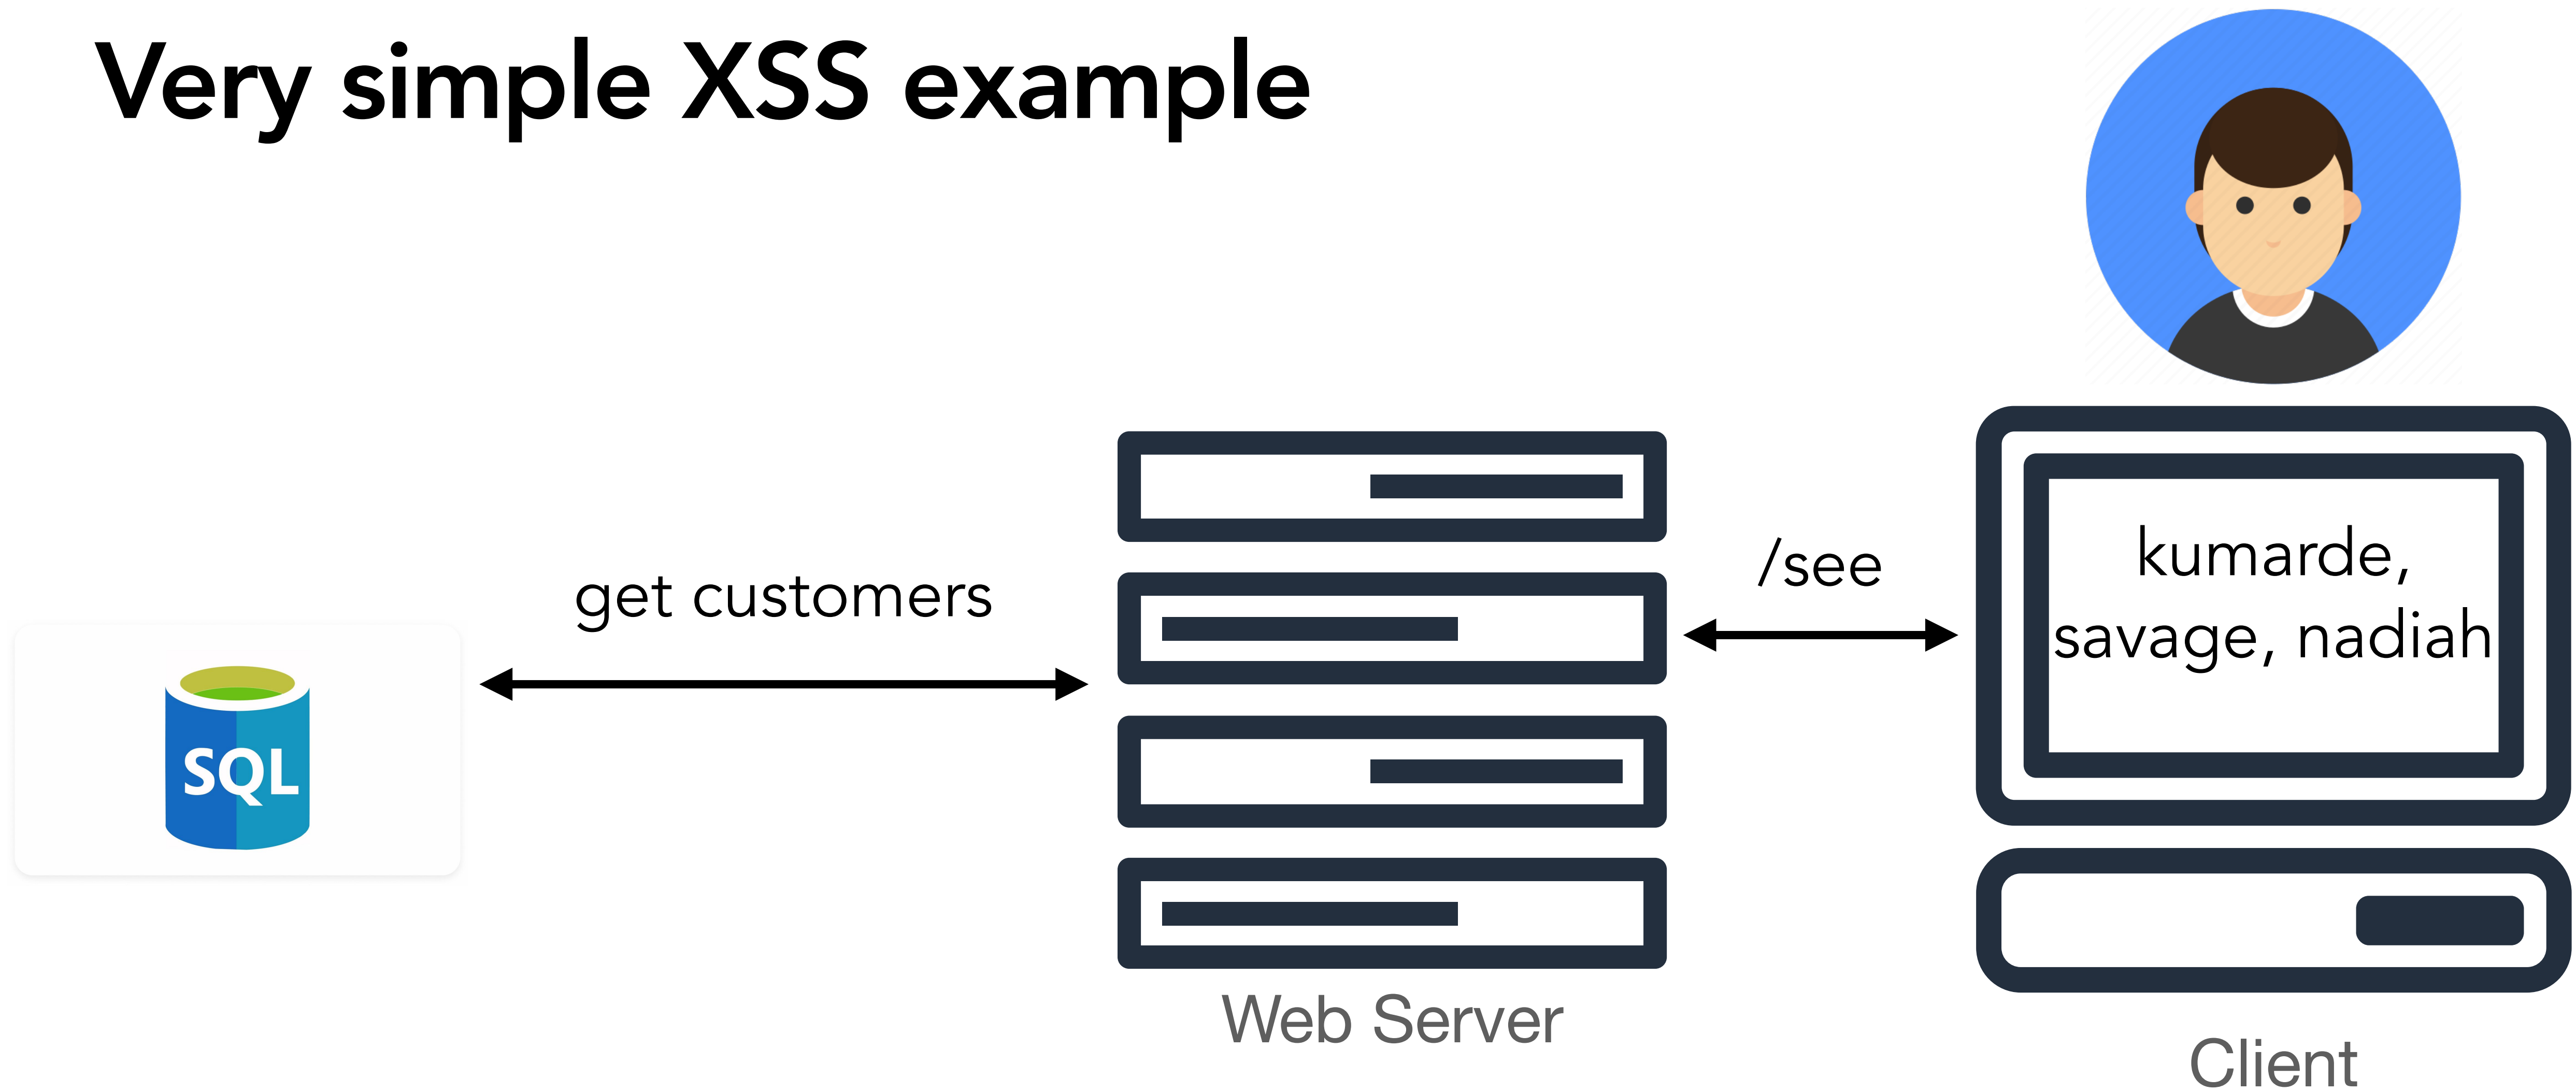 Very simple XSS example
get customers
/see
kumarde,
savage, nadiah
SQL
Web Server
Client